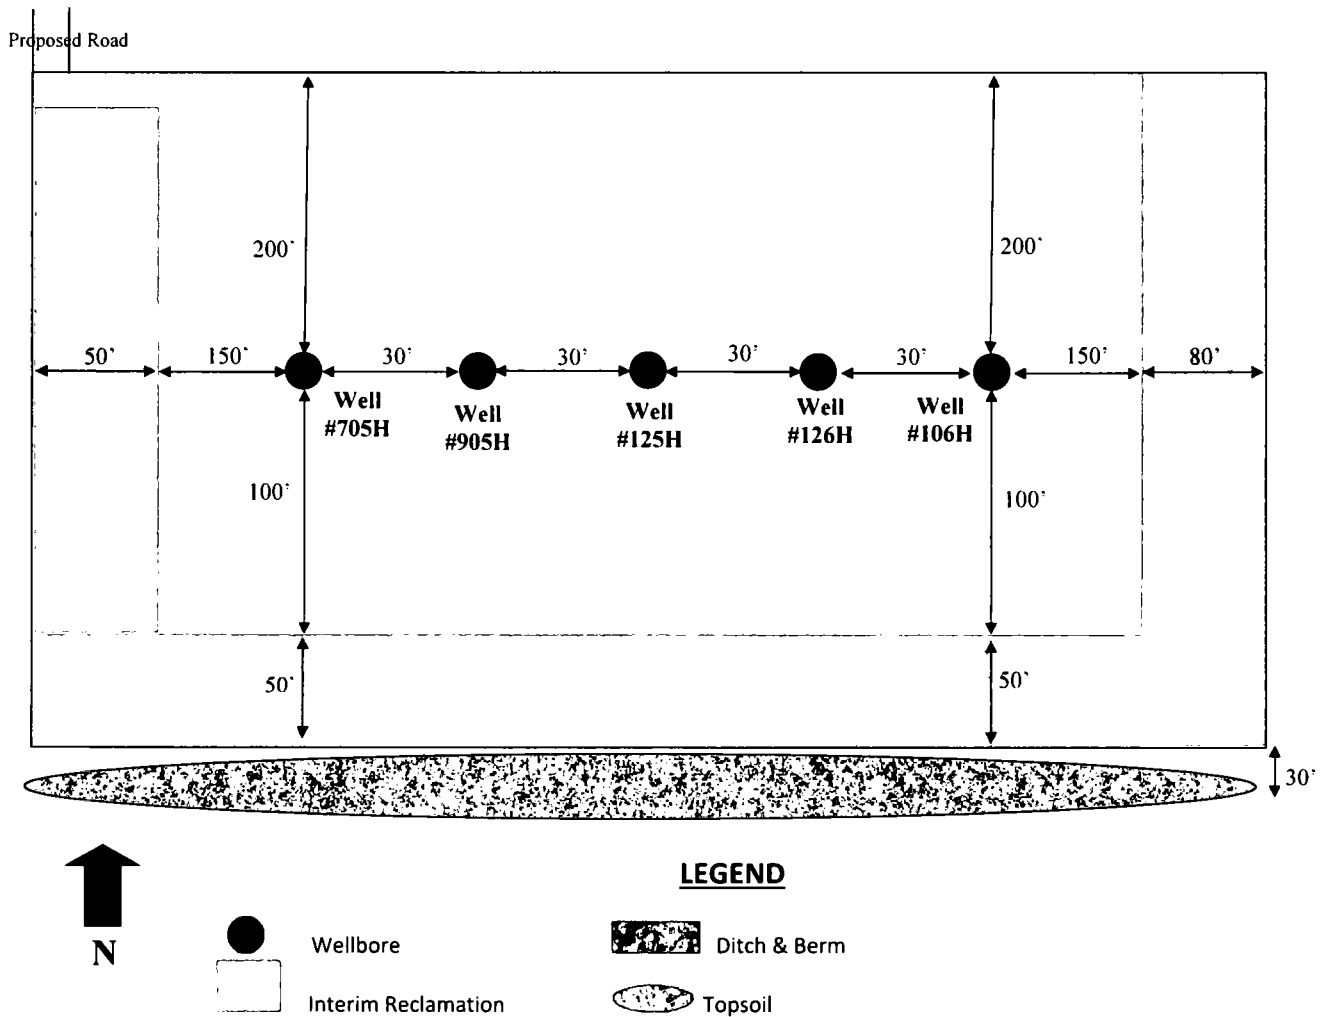 Proposed Road
200'
200'
50'
150'
30'
30'
30'
30'
150'
80'
Well
#705H
Well
#905H
Well
#125H
Well
#126H
Well
#106H
100'
100'
50'
50'
30'
N
LEGEND
Wellbore
Ditch & Berm
Interim Reclamation
Topsoil